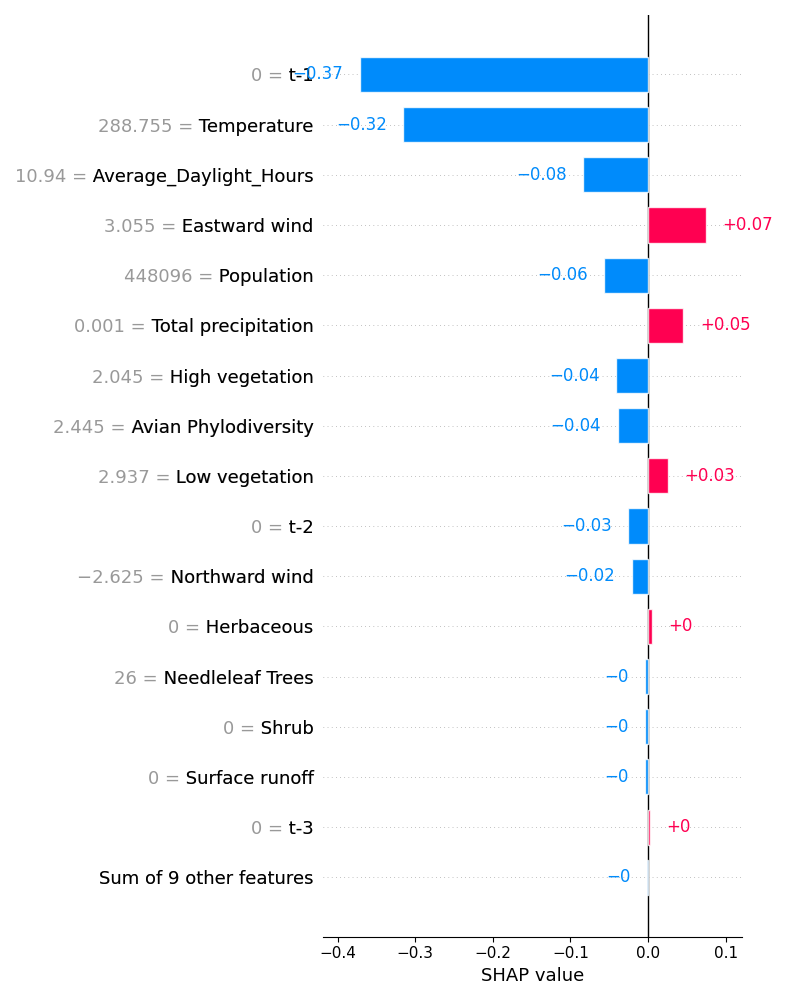 0 = t-1 −0.37
288.755 = Temperature −0.32
10.94 = Average_Daylight_Hours −0.08
3.055 = Eastward wind +0.07
448096 = Population −0.06
0.001 = Total precipitation +0.05
2.045 = High vegetation −0.04
2.445 = Avian Phylodiversity −0.04
2.937 = Low vegetation +0.03
0 = t-2 −0.03
−2.625 = Northward wind −0.02
0 = Herbaceous +0
26 = Needleleaf Trees −0
0 = Shrub −0
0 = Surface runoff −0
0 = t-3 +0
Sum of 9 other features −0
−0.4 −0.3 −0.2 −0.1 0.0 0.1
SHAP value